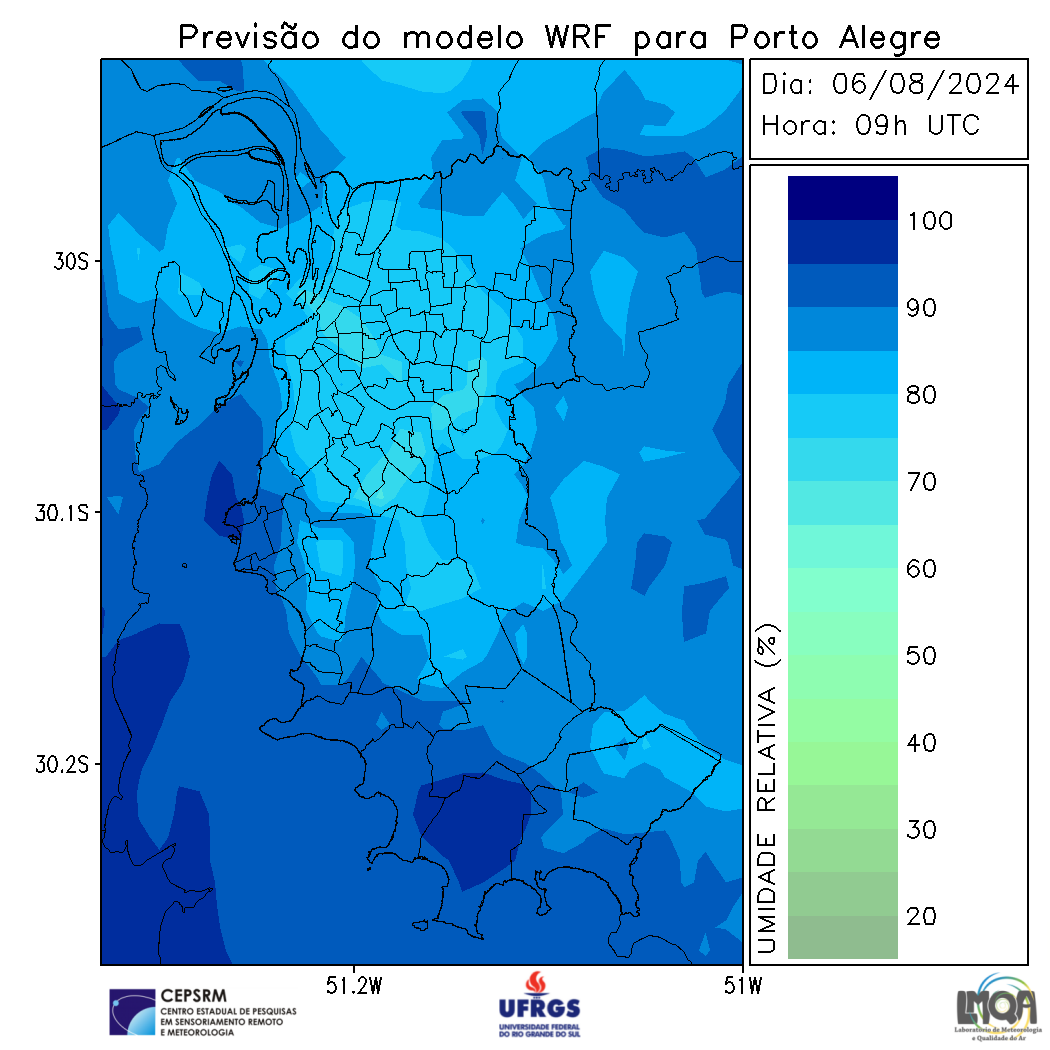 Previsão do modelo WRF para Porto Alegre
Dia: 06/08/2024
Hora: 09h UTC
30S
30.1S
30.2S
51.2W
51W
UMIDADE RELATIVA (%)
100
90
80
70
60
50
40
30
20
CEPSRM
CENTRO ESTADUAL DE PESQUISAS
EM SENSORIAMENTO REMOTO
E METEOROLOGIA
UFRGS
UNIVERSIDADE FEDERAL
DO RIO GRANDE DO SUL
LMQA
Laboratório de Meteorologia
e Qualidade do Ar